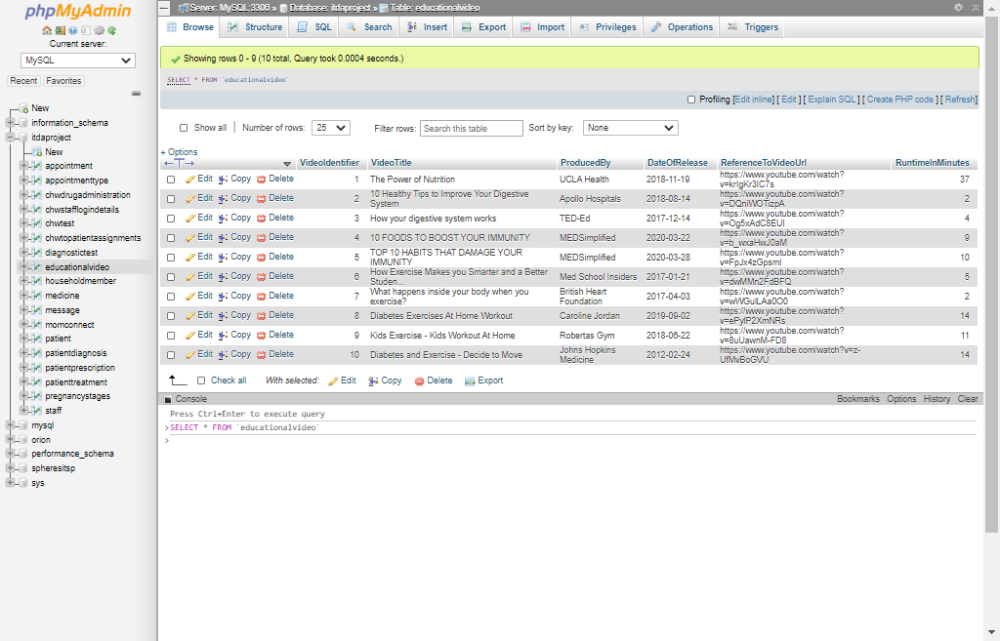 phpMyAdmin
Current server:
MySQL
Recent Favorites
New
information_schema
itdaproject
New
appointment
appointmenttype
chwdrugadministration
chwstafflogindetails
chwtest
chwtopatientassignments
diagnostictest
educationalvideo
householdmember
medicine
message
momconnect
patient
patientdiagnosis
patientprescription
patienttreatment
pregnancystages
staff
mysql
orion
performance_schema
spheresitsp
sys
Server: MySQL:3308 » Database: itdaproject » Table: educationalvideo
Browse Structure SQL Search Insert Export Import Privileges Operations Triggers
Showing rows 0 - 9 (10 total, Query took 0.0004 seconds.)
SELECT * FROM `educationalvideo`
Profiling [Edit inline] [ Edit ] [ Explain SQL ] [ Create PHP code ] [ Refresh]
Show all | Number of rows: 25 Filter rows: Search this table Sort by key: None
+ Options
←T→ VideoIdentifier VideoTitle ProducedBy DateOfRelease ReferenceToVideoUrl RuntimeInMinutes
Edit Copy Delete 1 The Power of Nutrition UCLA Health 2018-11-19 https://www.youtube.com/watch?v=krIgKr3IC7s 37
Edit Copy Delete 2 10 Healthy Tips to Improve Your Digestive System Apollo Hospitals 2018-08-14 https://www.youtube.com/watch?v=DQniWOTizpA 2
Edit Copy Delete 3 How your digestive system works TED-Ed 2017-12-14 https://www.youtube.com/watch?v=Og5xAdC8EUI 4
Edit Copy Delete 4 10 FOODS TO BOOST YOUR IMMUNITY MEDSimplified 2020-03-22 https://www.youtube.com/watch?v=b_wxaHwJ0aM 9
Edit Copy Delete 5 TOP 10 HABITS THAT DAMAGE YOUR IMMUNITY MEDSimplified 2020-03-28 https://www.youtube.com/watch?v=FpJx4zGpsmI 10
Edit Copy Delete 6 How Exercise Makes you Smarter and a Better Studen... Med School Insiders 2017-01-21 https://www.youtube.com/watch?v=dwMMn2FdBFQ 5
Edit Copy Delete 7 What happens inside your body when you exercise? British Heart Foundation 2017-04-03 https://www.youtube.com/watch?v=wWGulLAa0O0 2
Edit Copy Delete 8 Diabetes Exercises At Home Workout Caroline Jordan 2019-09-02 https://www.youtube.com/watch?v=ePylP2XmNRs 14
Edit Copy Delete 9 Kids Exercise - Kids Workout At Home Robertas Gym 2018-06-22 https://www.youtube.com/watch?v=8uUawnM-FD8 11
Edit Copy Delete 10 Diabetes and Exercise - Decide to Move Johns Hopkins Medicine 2012-02-24 https://www.youtube.com/watch?v=z-UfMvBoGVU 14
Check all With selected: Edit Copy Delete Export
Console Bookmarks Options History Clear
Press Ctrl+Enter to execute query
>SELECT * FROM `educationalvideo`
>